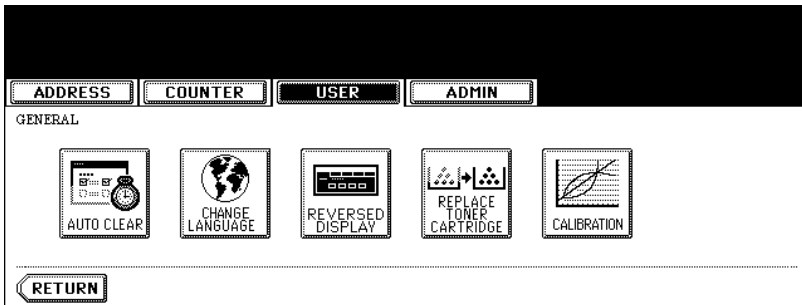 ADDRESS COUNTER USER ADMIN
GENERAL
AUTO CLEAR
CHANGE
LANGUAGE
REVERSED
DISPLAY
REPLACE
TONER
CARTRIDGE
CALIBRATION
RETURN